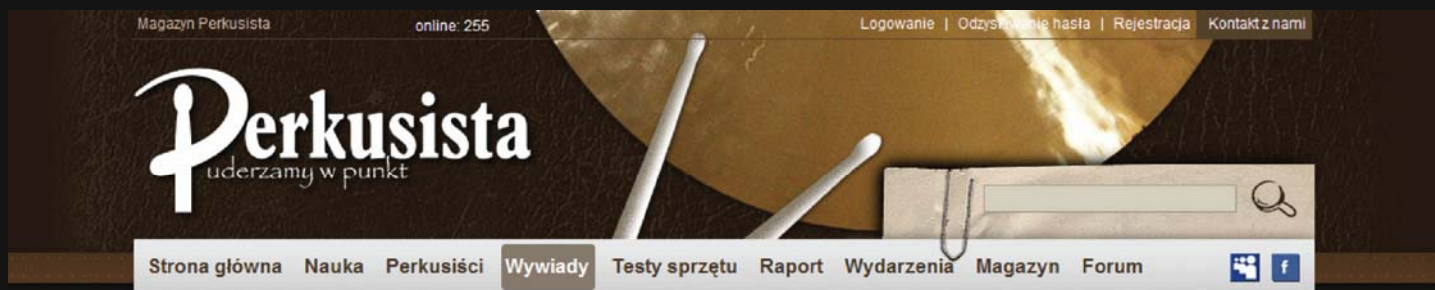 Magazyn Perkusista online: 255 Logowanie | Odzyskiwanie hasła | Rejestracja Kontakt z nami
Perkusista
uderzamy w punkt
Strona główna Nauka Perkusiści Wywiady Testy sprzętu Raport Wydarzenia Magazyn Forum
f